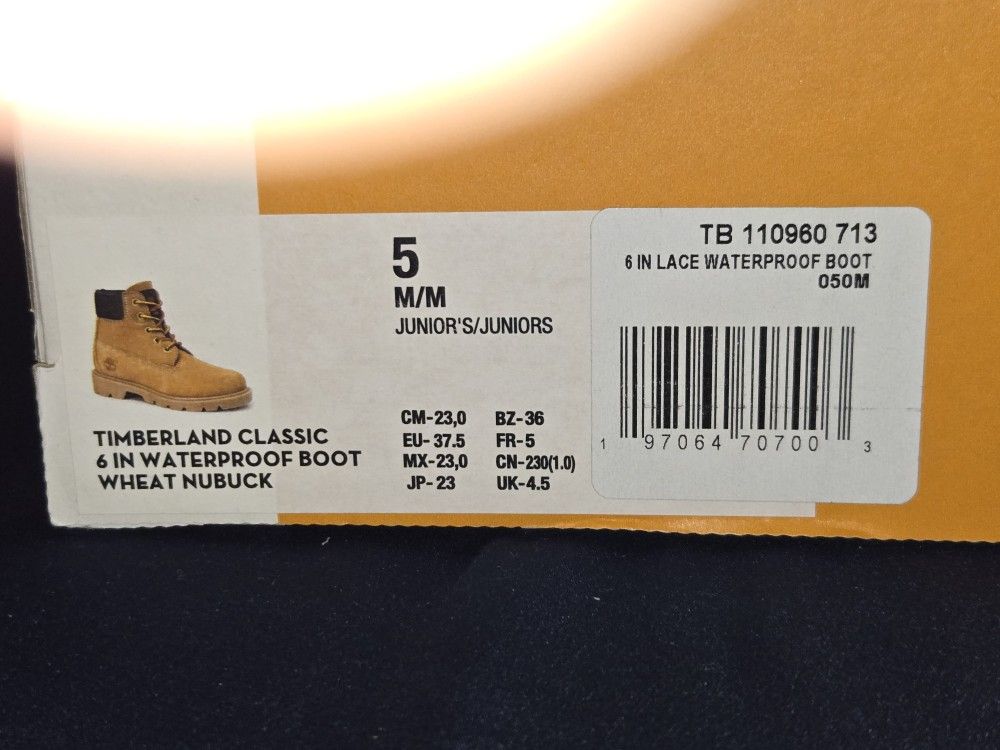 TIMBERLAND CLASSIC
6 IN WATERPROOF BOOT
WHEAT NUBUCK
5
M/M
JUNIOR'S/JUNIORS
CM-23,0 BZ-36
EU-37.5 FR-5
MX-23,0 CN-230(1.0)
JP-23 UK-4.5
TB 110960 713
6 IN LACE WATERPROOF BOOT
050M
1 97064 70700 3